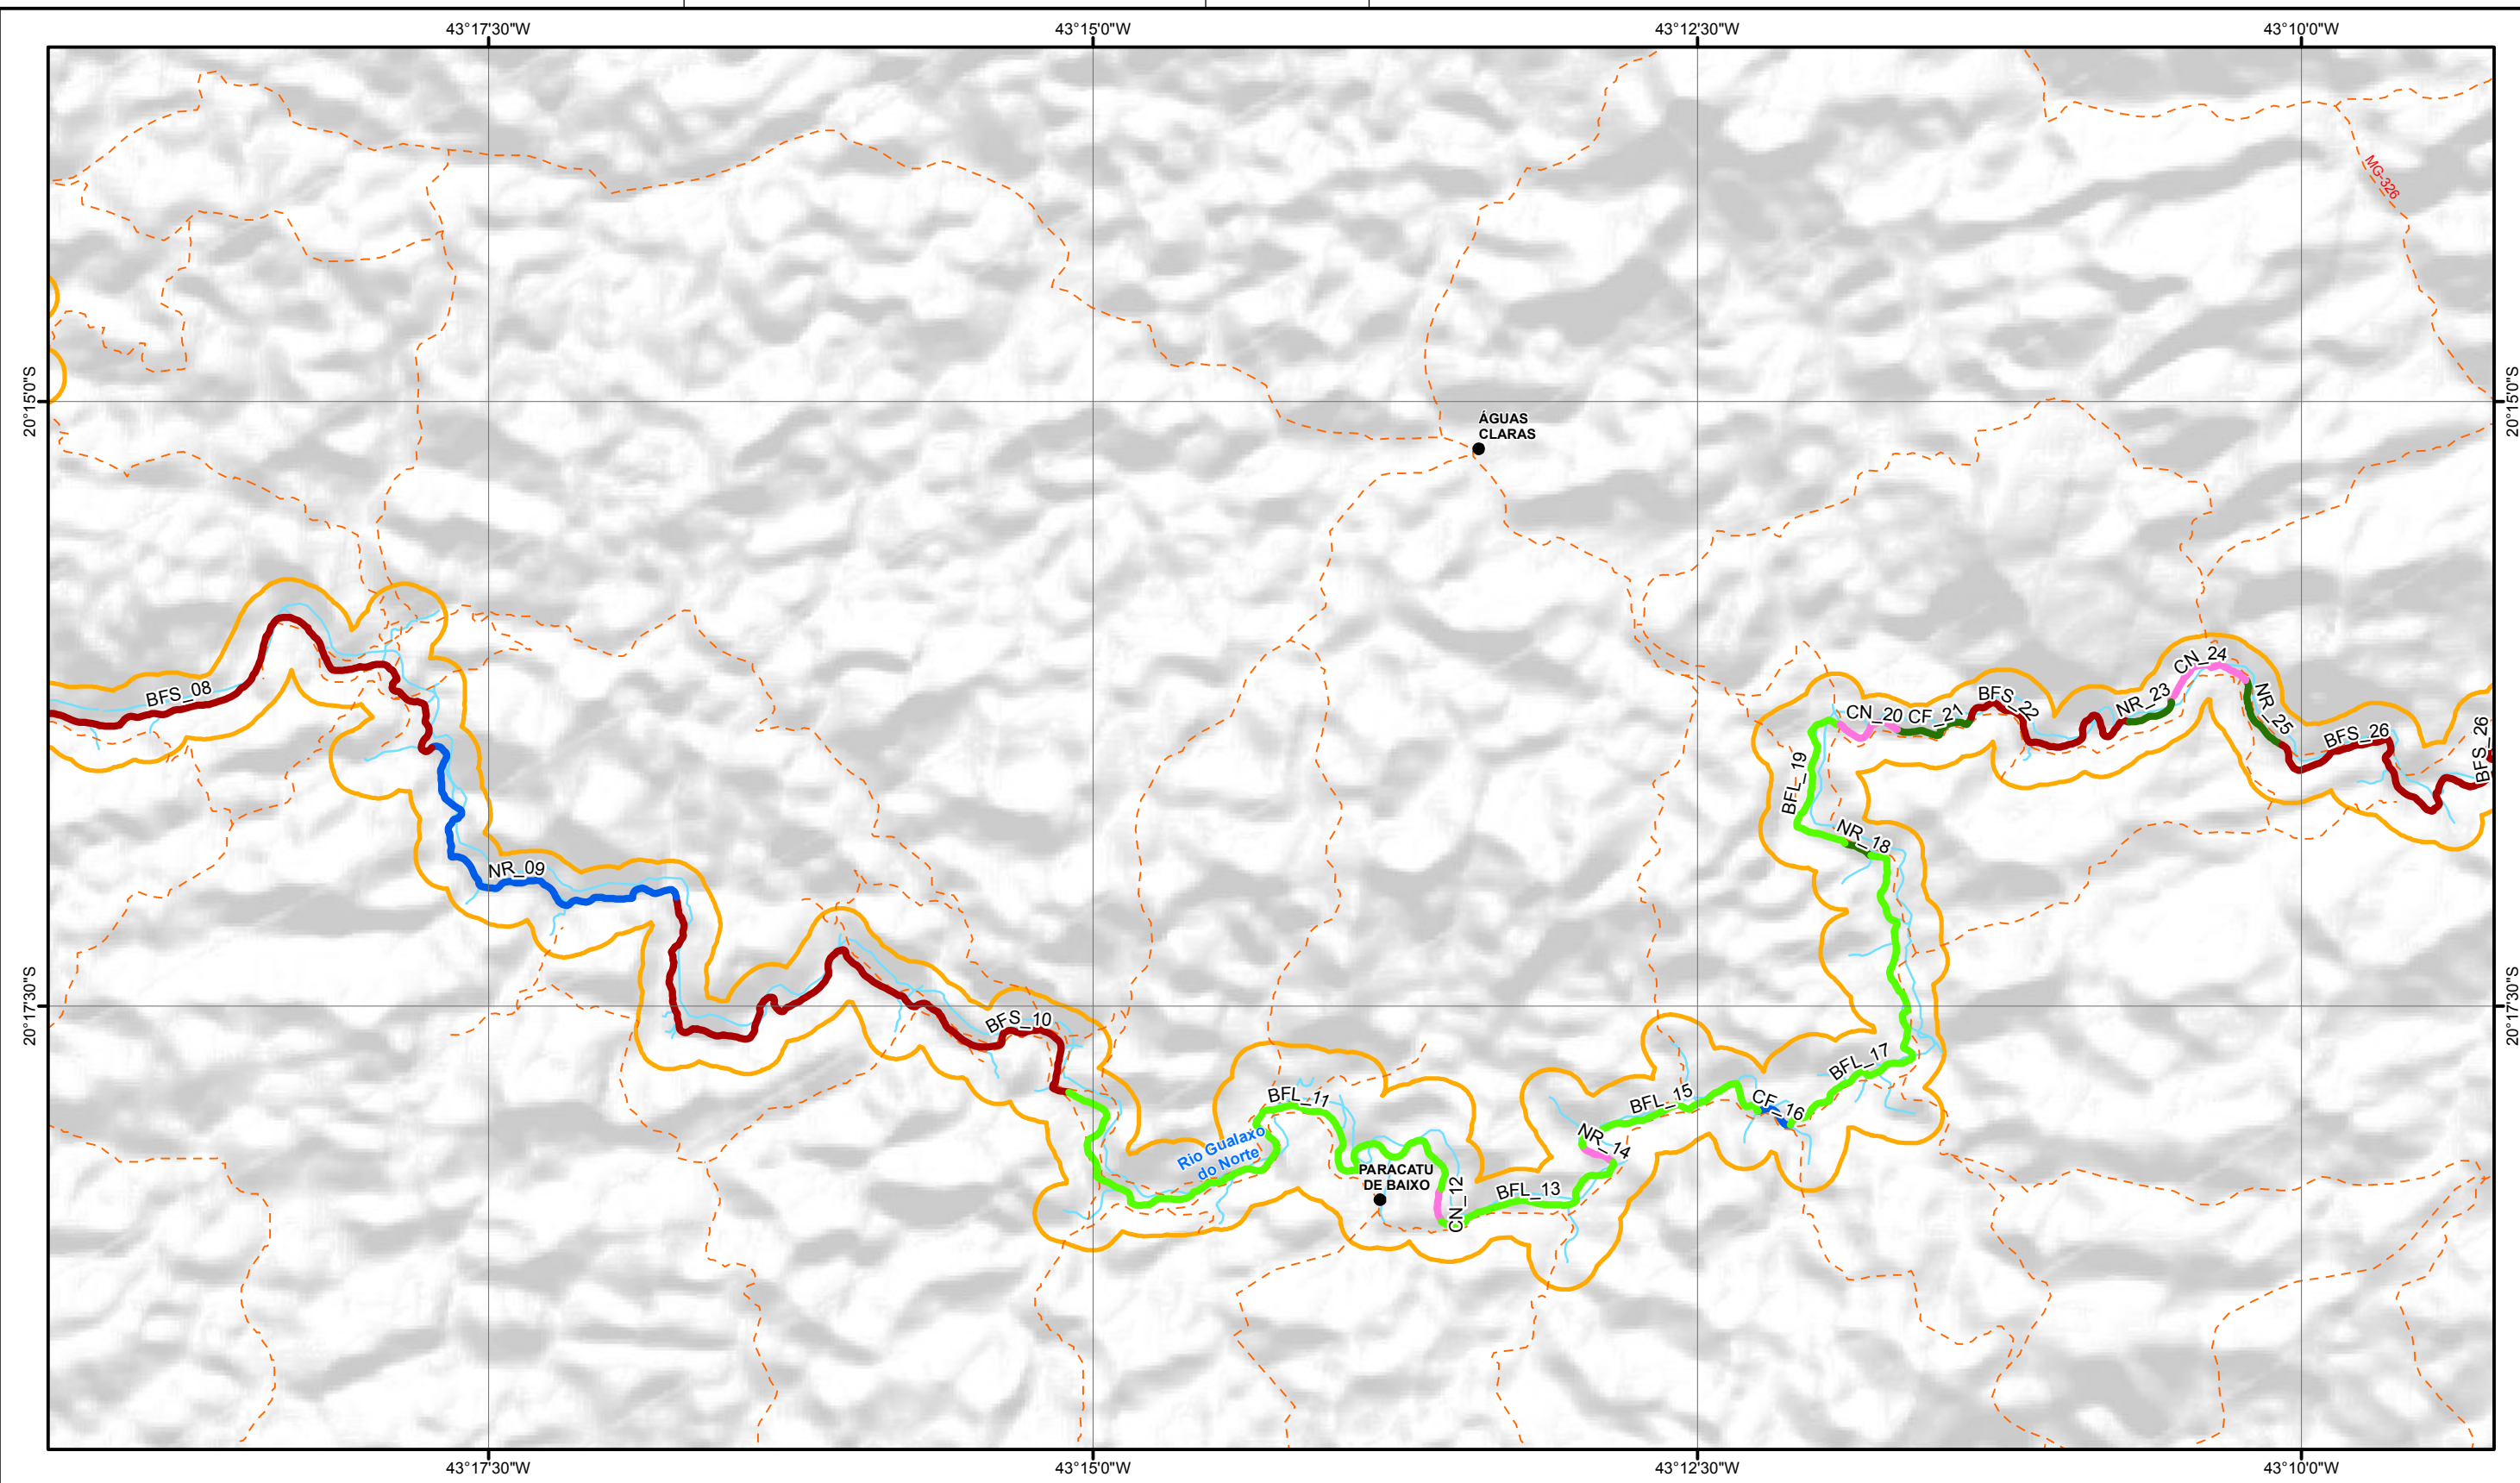 43°17'30"W
43°15'0"W
43°12'30"W
43°10'0"W
MG-326
20°15'0"S
20°15'0"S
ÁGUAS
CLARAS
BFS_08
CN_24
NR_23
BFS_22
CN_20
CF_21
NR_25
BFS_26
BFS_26
BFL_19
NR_18
NR_09
20°17'30"S
20°17'30"S
BFS_10
BFL_17
BFL_11
BFL_15
CF_16
Rio Gualaxo
do Norte
NR_14
PARACATU
DE BAIXO
CN_12
BFL_13
43°17'30"W
43°15'0"W
43°12'30"W
43°10'0"W